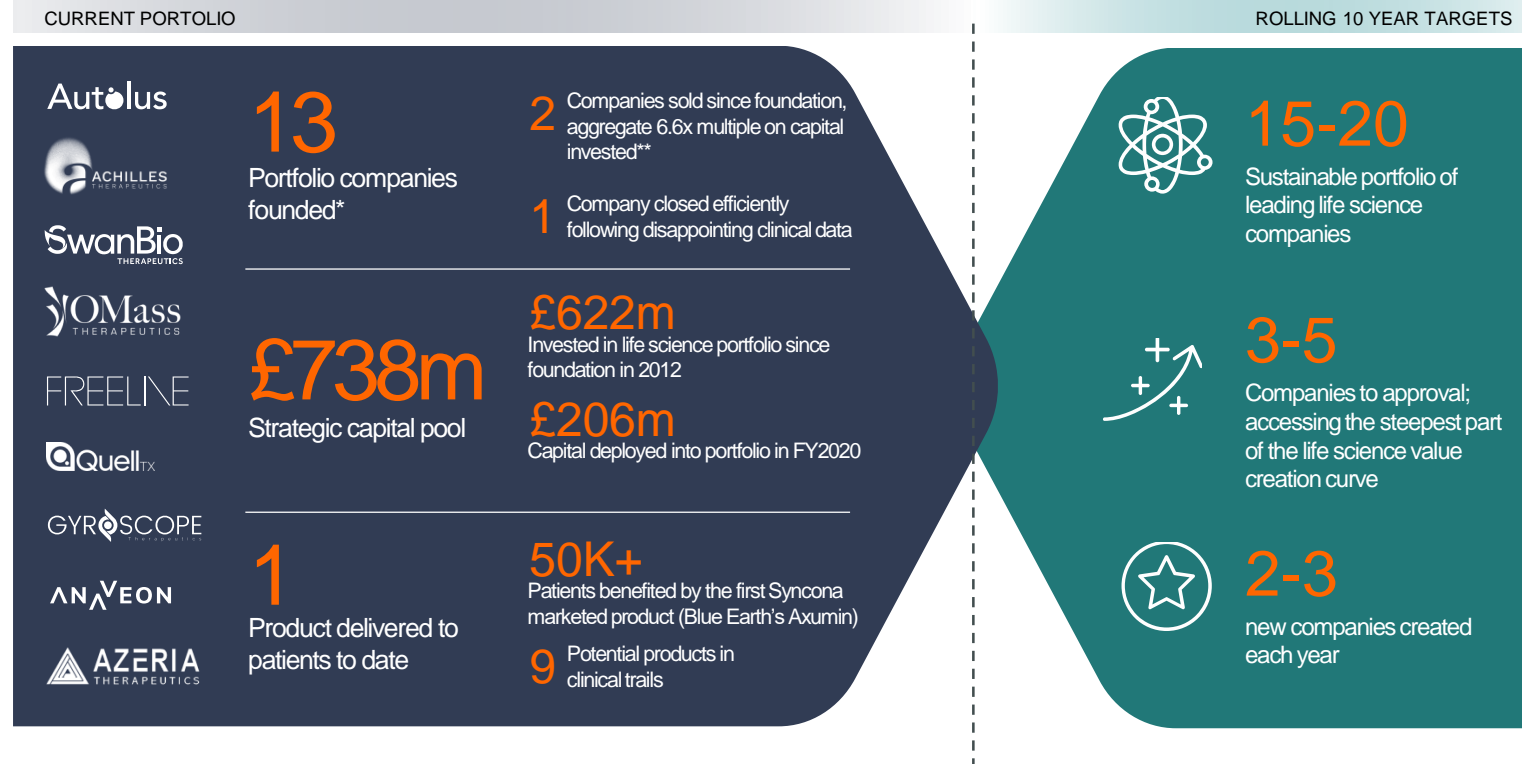 CURRENT PORTOLIO
ROLLING 10 YEAR TARGETS
Autolus
ACHILLES
THERAPEUTICS
SwanBio
THERAPEUTICS
OMass
THERAPEUTICS
FREELINE
QuellTX
GYROSCOPE
Therapeutics
ANAVEON
AZERIA
THERAPEUTICS
13
Portfolio companies
founded*
2
Companies sold since foundation,
aggregate 6.6x multiple on capital
invested**
1
Company closed efficiently
following disappointing clinical data
£738m
Strategic capital pool
£622m
Invested in life science portfolio since
foundation in 2012
£206m
Capital deployed into portfolio in FY2020
1
Product delivered to
patients to date
50K+
Patients benefited by the first Syncona
marketed product (Blue Earth's Axumin)
9
Potential products in
clinical trails
15-20
Sustainable portfolio of
leading life science
companies
3-5
Companies to approval;
accessing the steepest part
of the life science value
creation curve
2-3
new companies created
each year